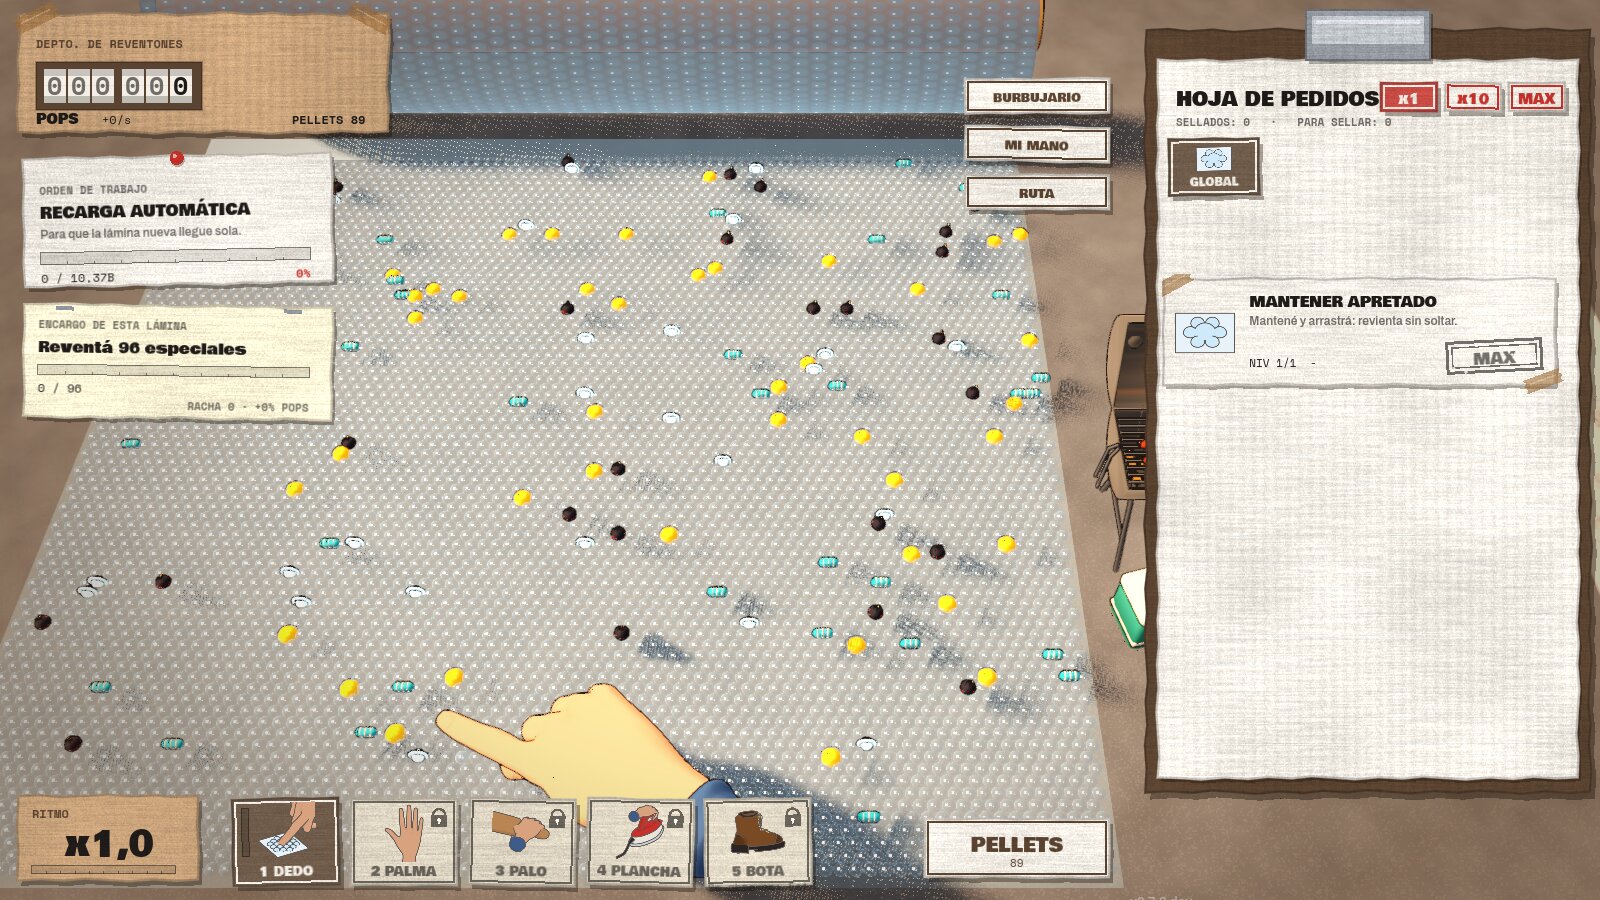 DEPTO. DE REVENTONES
000 000
POPS +0/s PELLETS 89
ORDEN DE TRABAJO
RECARGA AUTOMÁTICA
Para que la lámina nueva llegue sola.
0 / 10.37B 0%
ENCARGO DE ESTA LÁMINA
Reventá 96 especiales
0 / 96
RACHA 0 · +0% POPS
BURBUJARIO
MI MANO
RUTA
HOJA DE PEDIDOS x1 x10 MAX
SELLADOS: 0 · PARA SELLAR: 0
GLOBAL
MANTENER APRETADO
Mantené y arrastrá: revienta sin soltar.
NIV 1/1 - MAX
RITMO
x1,0
1 DEDO
2 PALMA
3 PALO
4 PLANCHA
5 BOTA
PELLETS
89